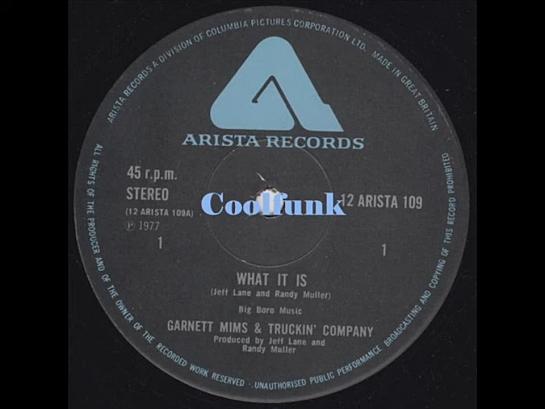 ARISTA RECORDS A DIVISION OF COLUMBIA PICTURES CORPORATION LTD. MADE IN GREAT BRITAIN
ARISTA RECORDS
45 r.p.m.
STEREO
(12 ARISTA 109A)
℗ 1977
1
Coolfunk
12 ARISTA 109
1
WHAT IT IS
(Jeff Lane and Randy Muller)
Big Boro Music
GARNETT MIMS & TRUCKIN' COMPANY
Produced by Jeff Lane and
Randy Muller
ALL RIGHTS OF THE PRODUCER AND OF THE OWNER OF THE RECORDED WORK RESERVED - UNAUTHORISED PUBLIC PERFORMANCE BROADCASTING AND COPYING OF THIS RECORD PROHIBITED